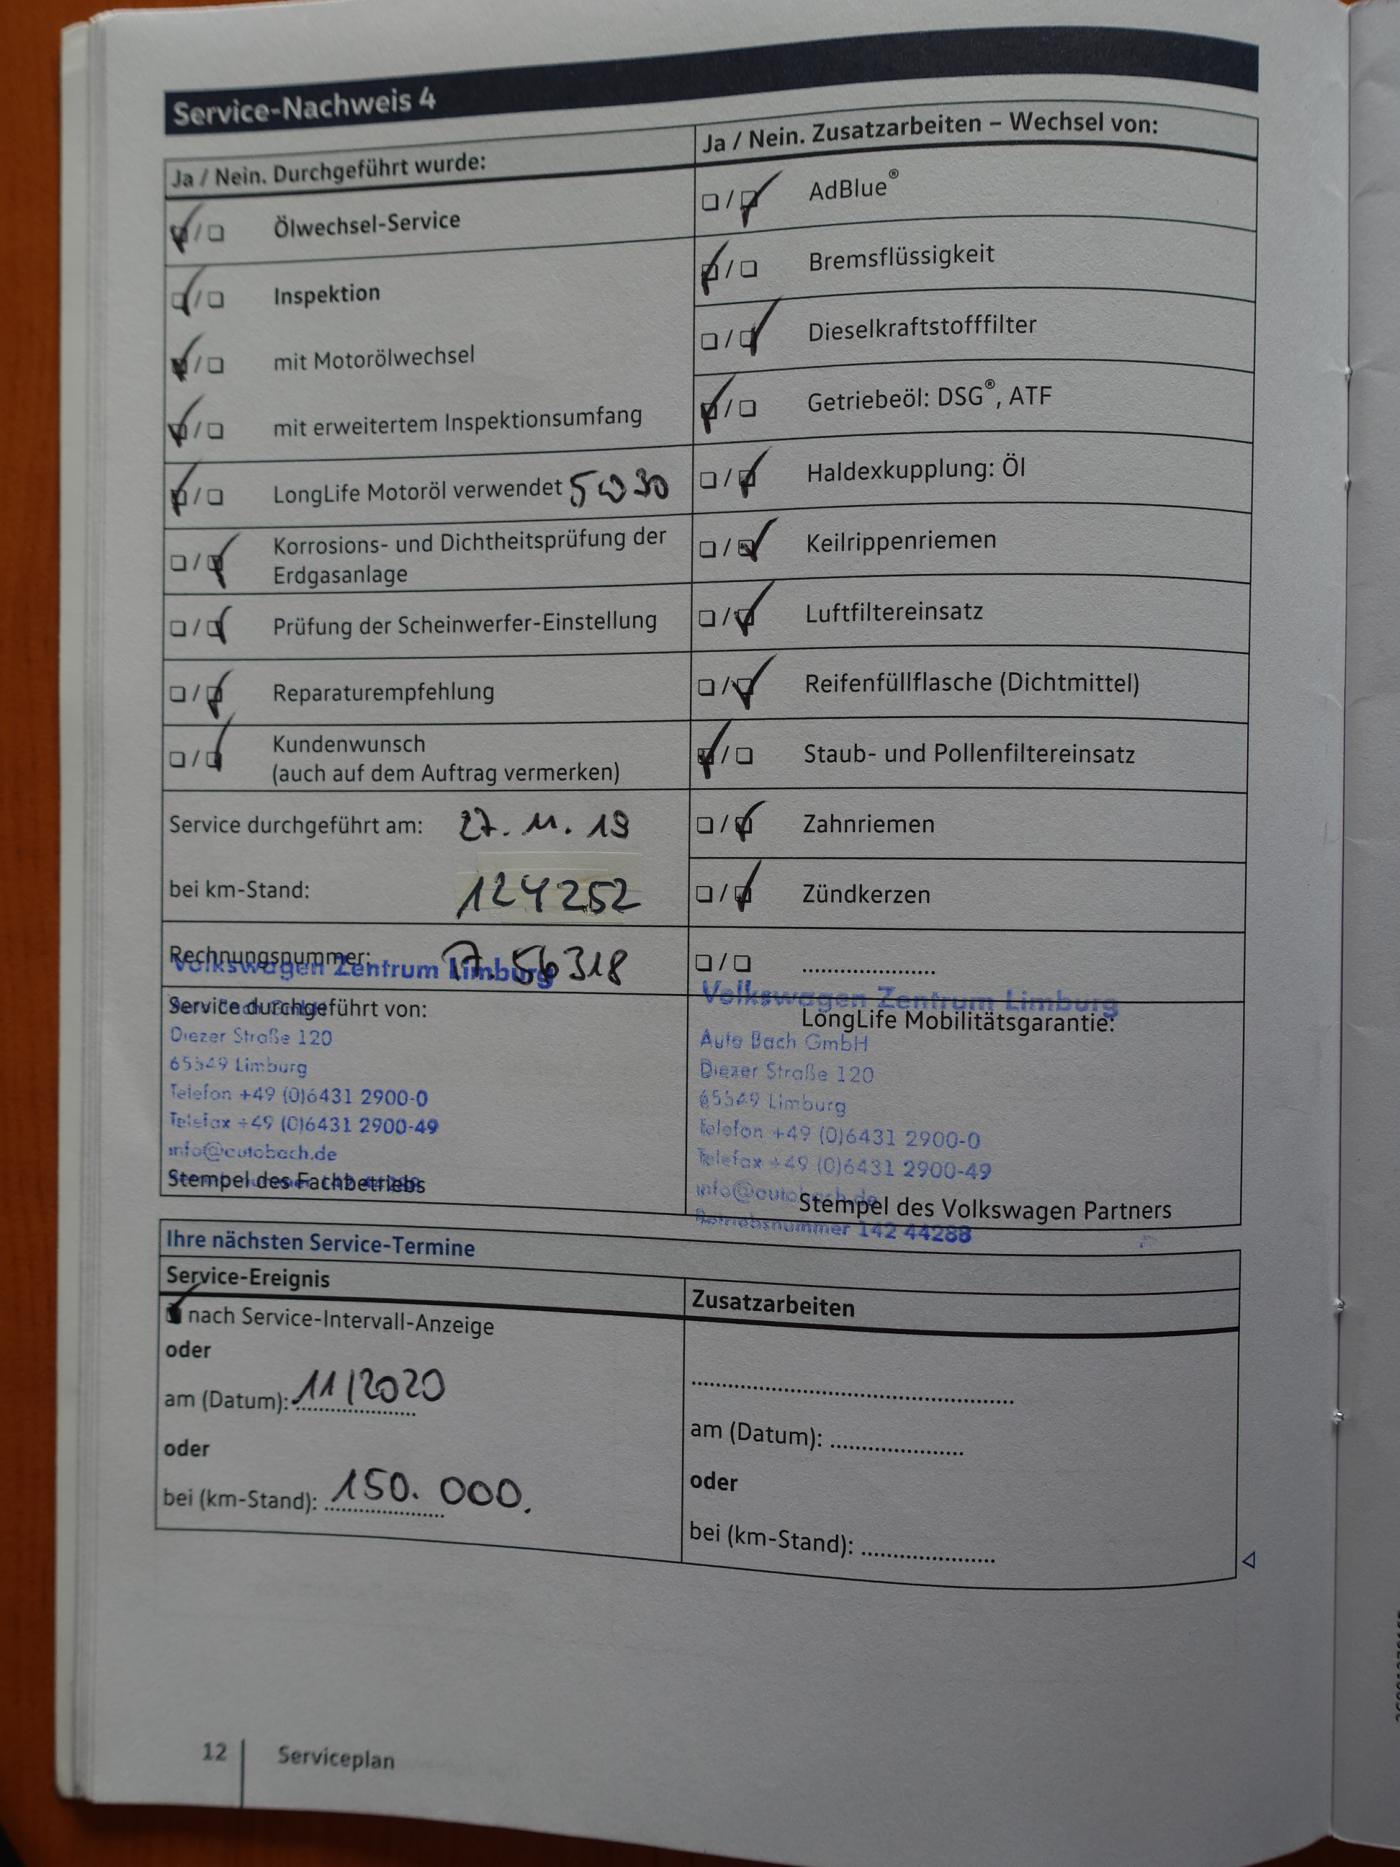 Service-Nachweis 4
Ja / Nein. Durchgeführt wurde:
Ölwechsel-Service
Inspektion
mit Motorölwechsel
mit erweitertem Inspektionsumfang
LongLife Motoröl verwendet 5W30
Korrosions- und Dichtheitsprüfung der
Erdgasanlage
Prüfung der Scheinwerfer-Einstellung
Reparaturempfehlung
Kundenwunsch
(auch auf dem Auftrag vermerken)
Service durchgeführt am: 27.11.19
bei km-Stand: 124252
Rechnungsnummer: 17.56318
Volkswagen Zentrum Limburg
Service durchgeführt von:
Diezer Straße 120
65549 Limburg
Telefon +49 (0)6431 2900-0
Telefax +49 (0)6431 2900-49
info@autobach.de
Stempel des Fachbetriebs
Ja / Nein. Zusatzarbeiten – Wechsel von:
AdBlue®
Bremsflüssigkeit
Dieselkraftstofffilter
Getriebeöl: DSG®, ATF
Haldexkupplung: Öl
Keilrippenriemen
Luftfiltereinsatz
Reifenfüllflasche (Dichtmittel)
Staub- und Pollenfiltereinsatz
Zahnriemen
Zündkerzen
.....................
Volkswagen Zentrum Limburg
LongLife Mobilitätsgarantie:
Auto Bach GmbH
Diezer Straße 120
65549 Limburg
Telefon +49 (0)6431 2900-0
Telefax +49 (0)6431 2900-49
info@autobach.de
Stempel des Volkswagen Partners
Betriebsnummer 142 44288
Ihre nächsten Service-Termine
Service-Ereignis
nach Service-Intervall-Anzeige
oder
am (Datum): 11/2020
oder
bei (km-Stand): 150.000.
Zusatzarbeiten
am (Datum): .....................
oder
bei (km-Stand): .....................
12 Serviceplan